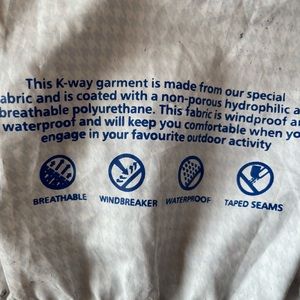 This K-way garment is made from our special
fabric and is coated with a non-porous hydrophilic a
breathable polyurethane. This fabric is windproof an
waterproof and will keep you comfortable when you
engage in your favourite outdoor activity
BREATHABLE WINDBREAKER WATERPROOF TAPED SEAMS